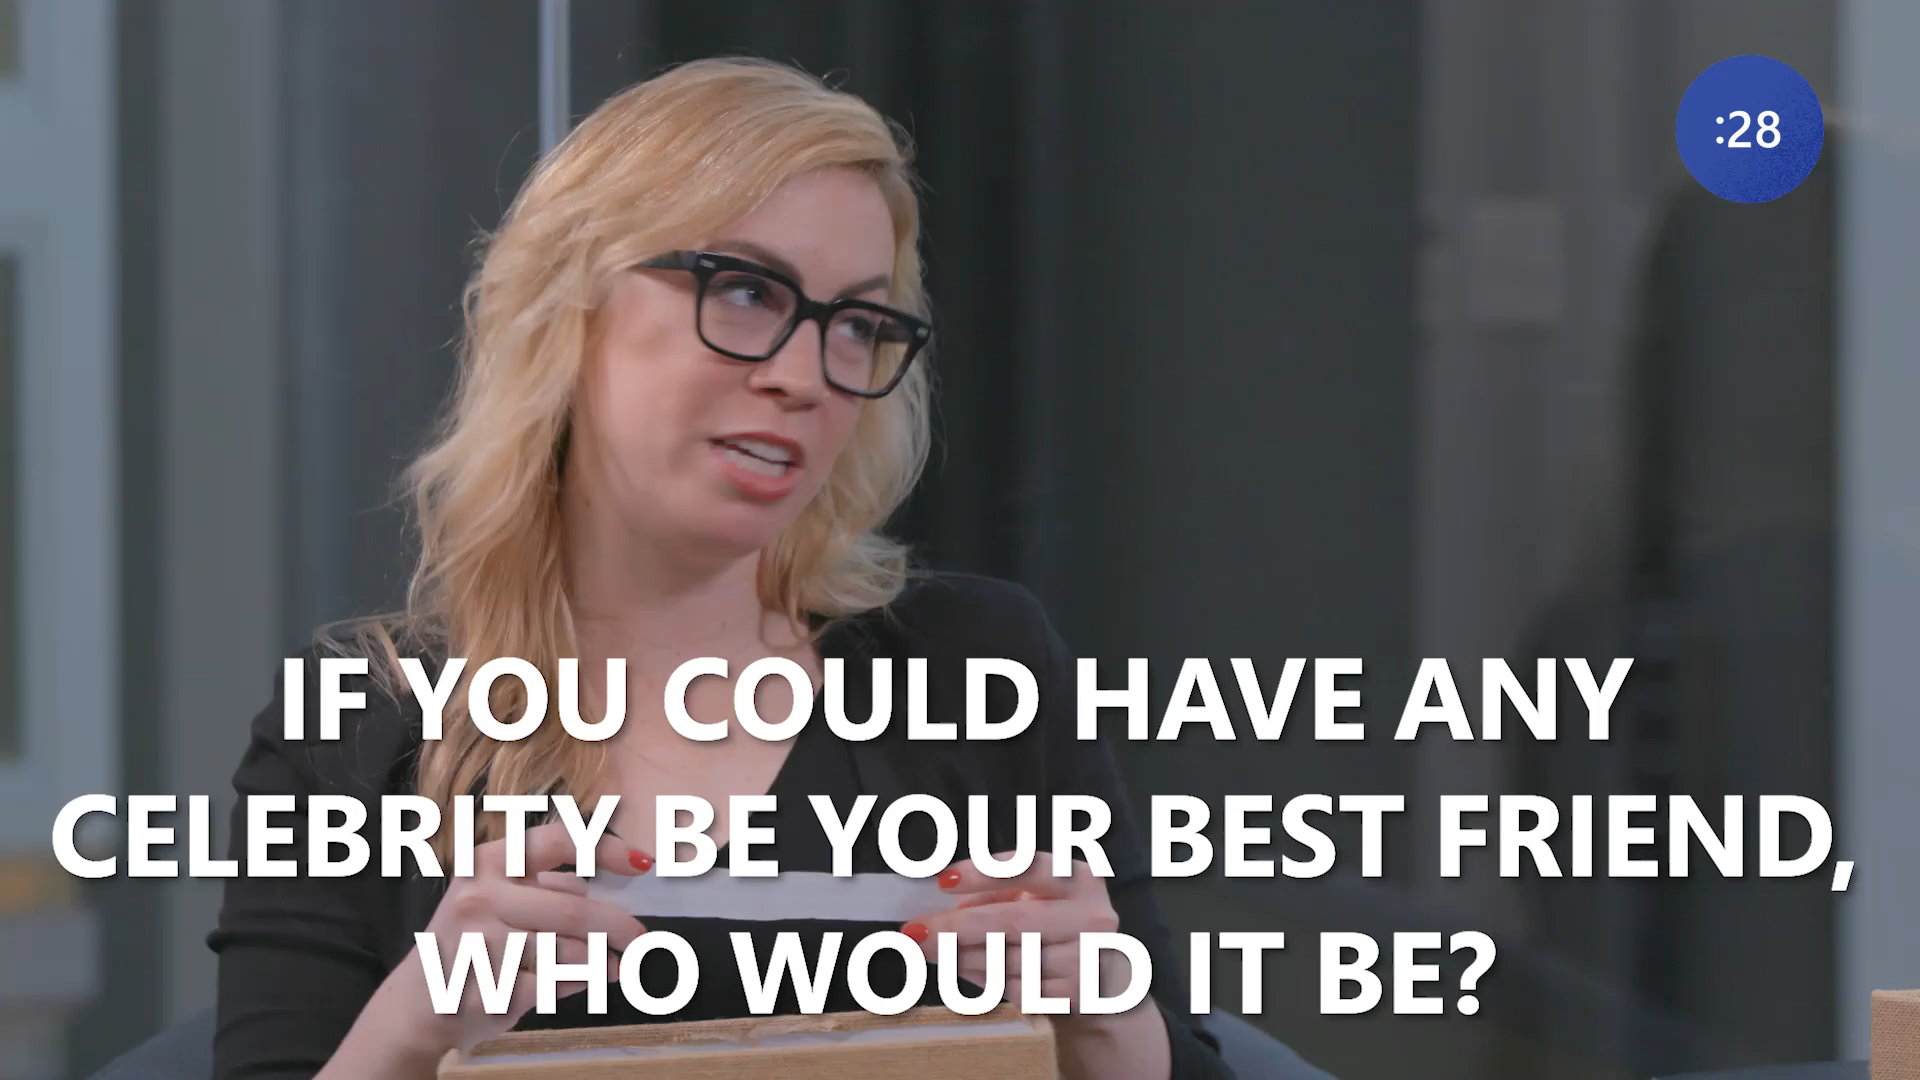 :28
IF YOU COULD HAVE ANY
CELEBRITY BE YOUR BEST FRIEND,
WHO WOULD IT BE?